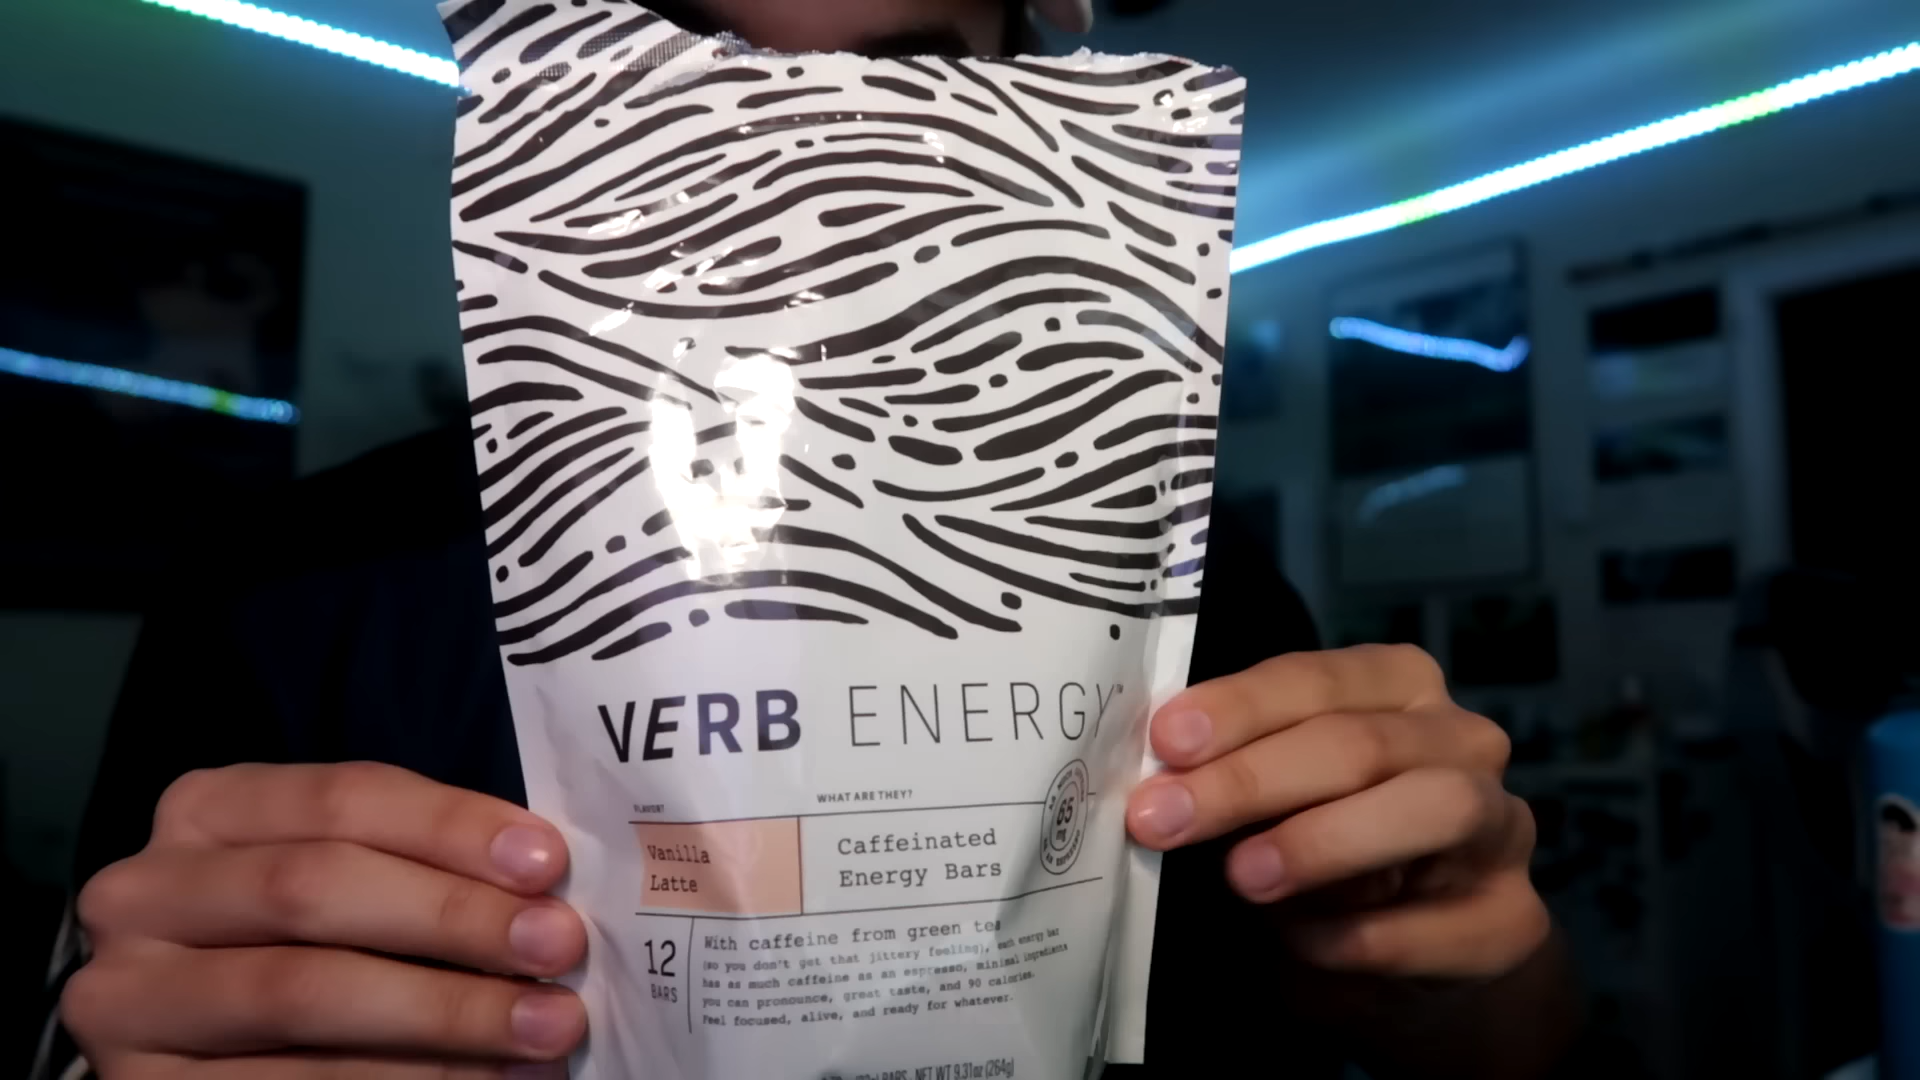 VERB ENERGY™
FLAVOR?
WHAT ARE THEY?
Vanilla
Latte
Caffeinated
Energy Bars
65
mg
12
BARS
With caffeine from green tea
(so you don't get that jittery feeling), each energy bar
has as much caffeine as an espresso, minimal ingredients
you can pronounce, great taste, and 90 calories.
Feel focused, alive, and ready for whatever.
BARS NET WT 9.31oz (264g)